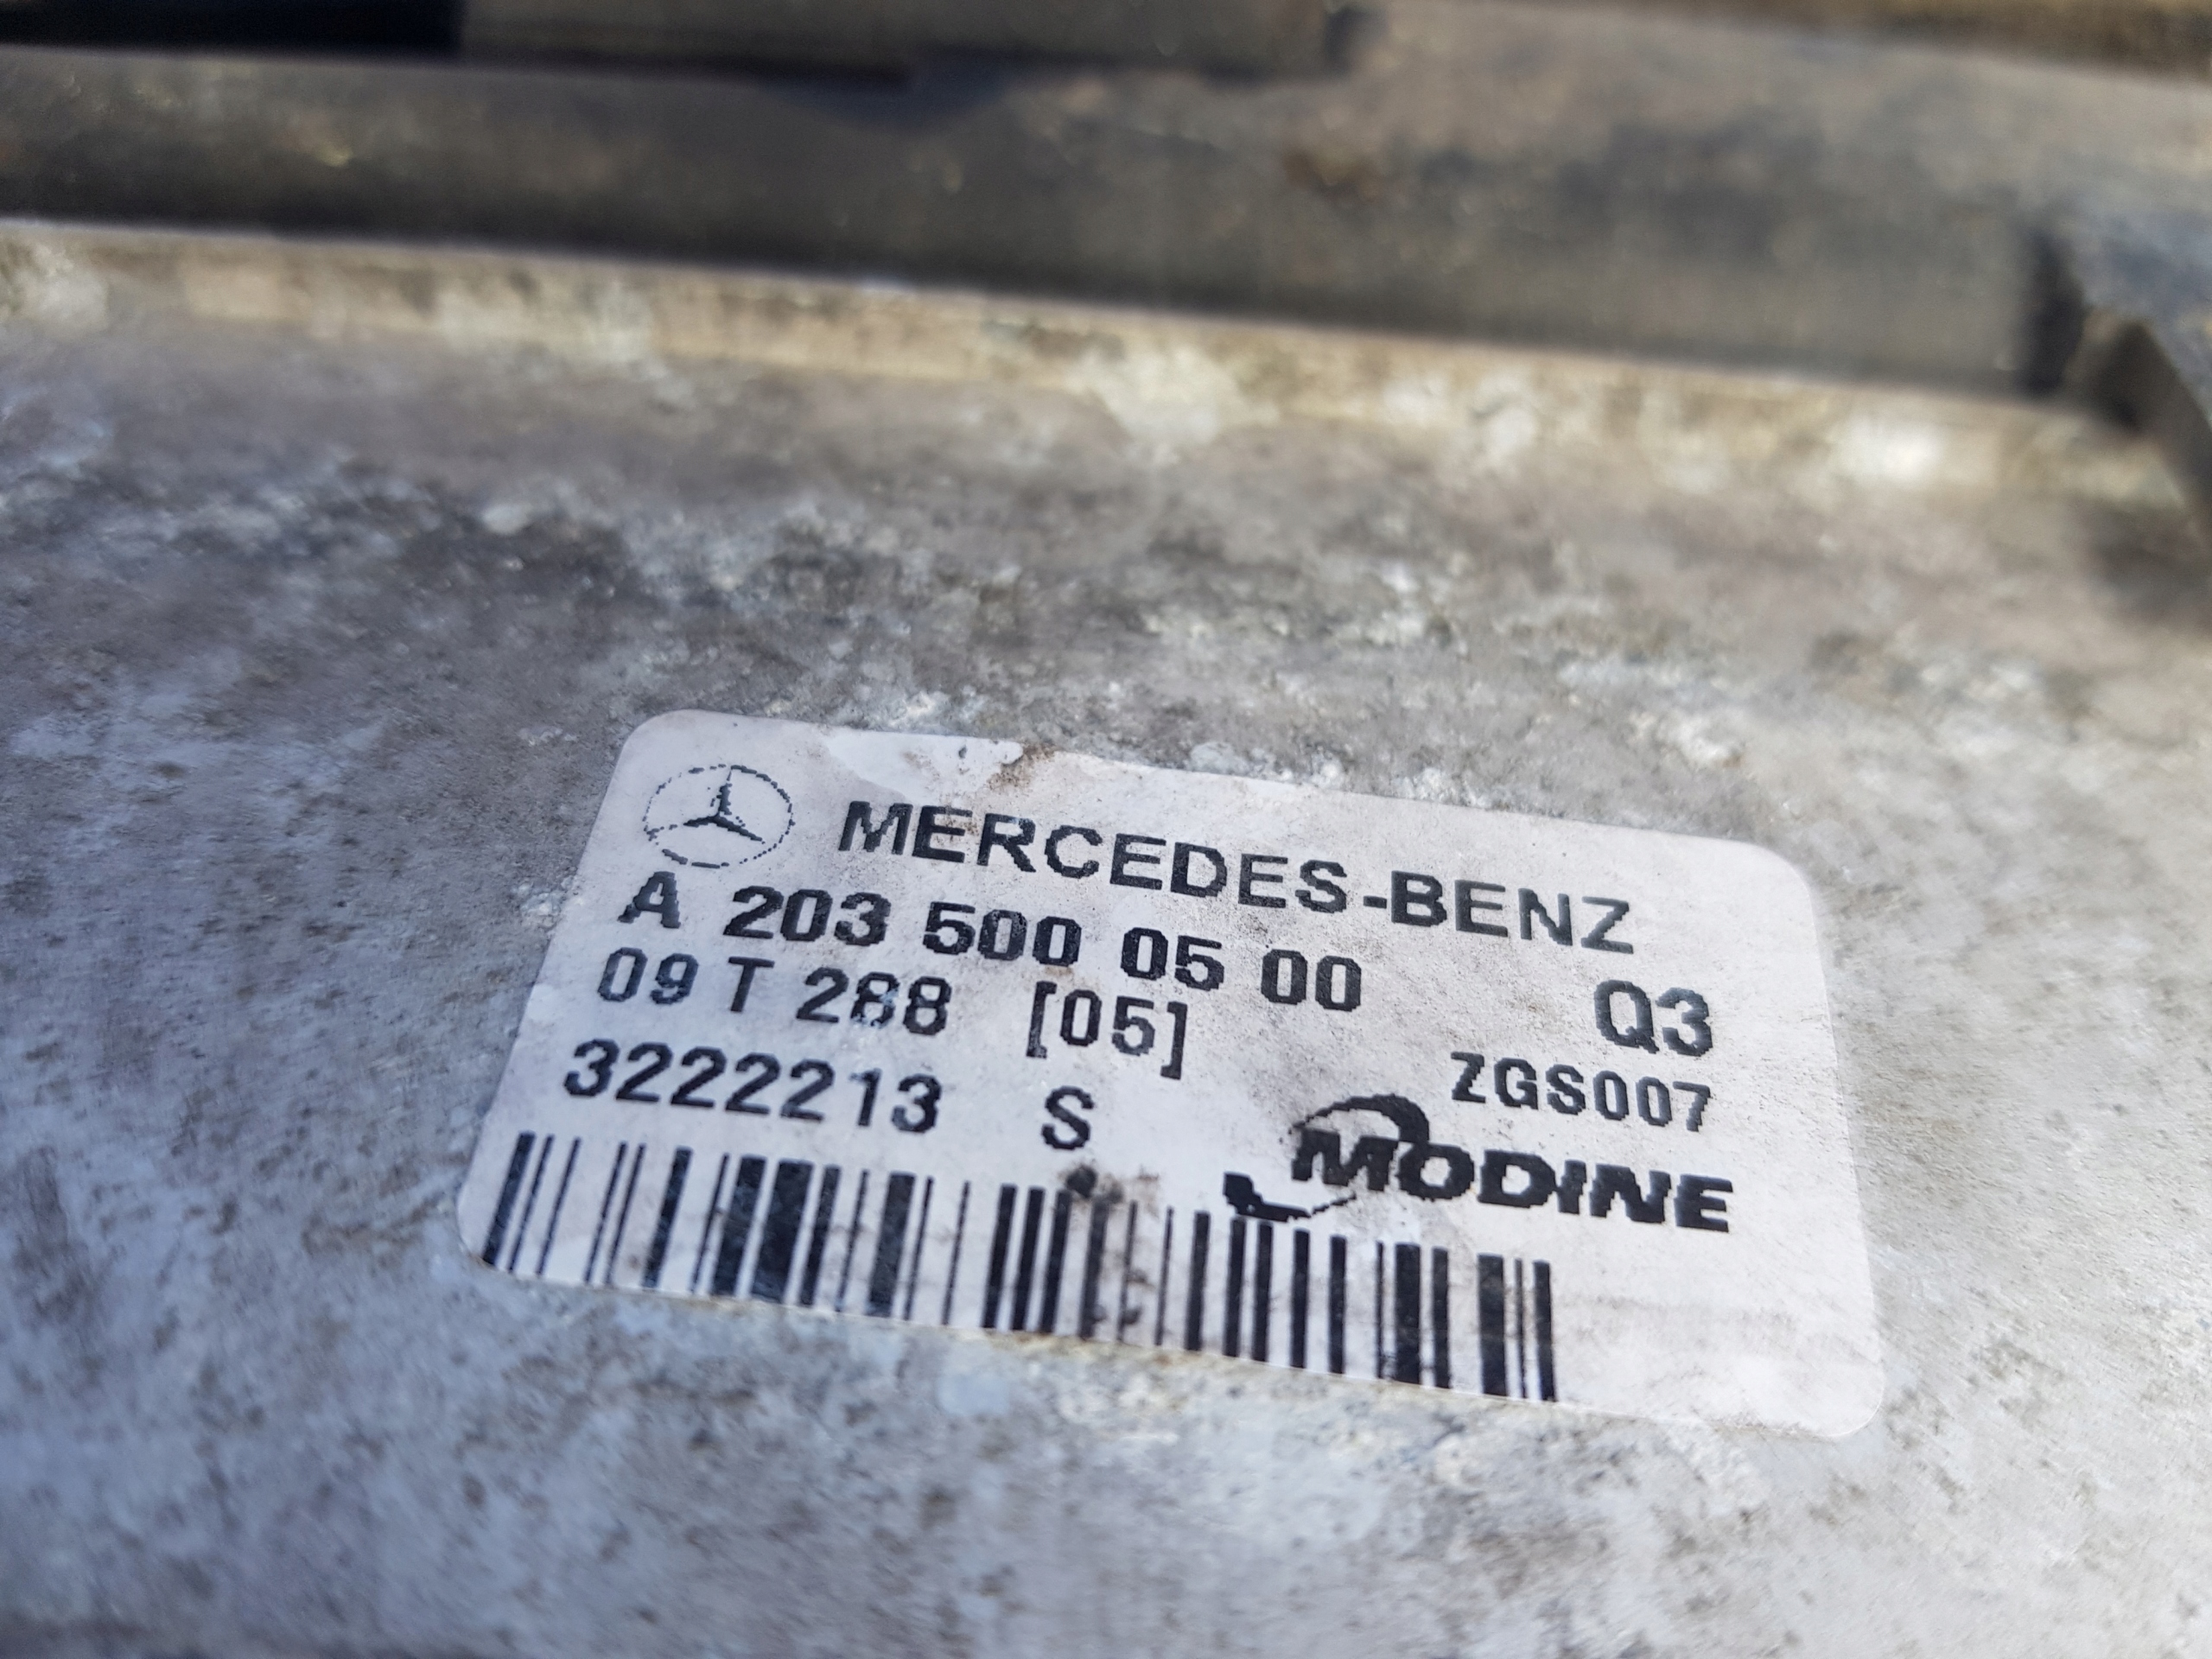 MERCEDES-BENZ
A 203 500 05 00
Q3
09 T 288 [05]
ZGS007
3222213 S
MODINE